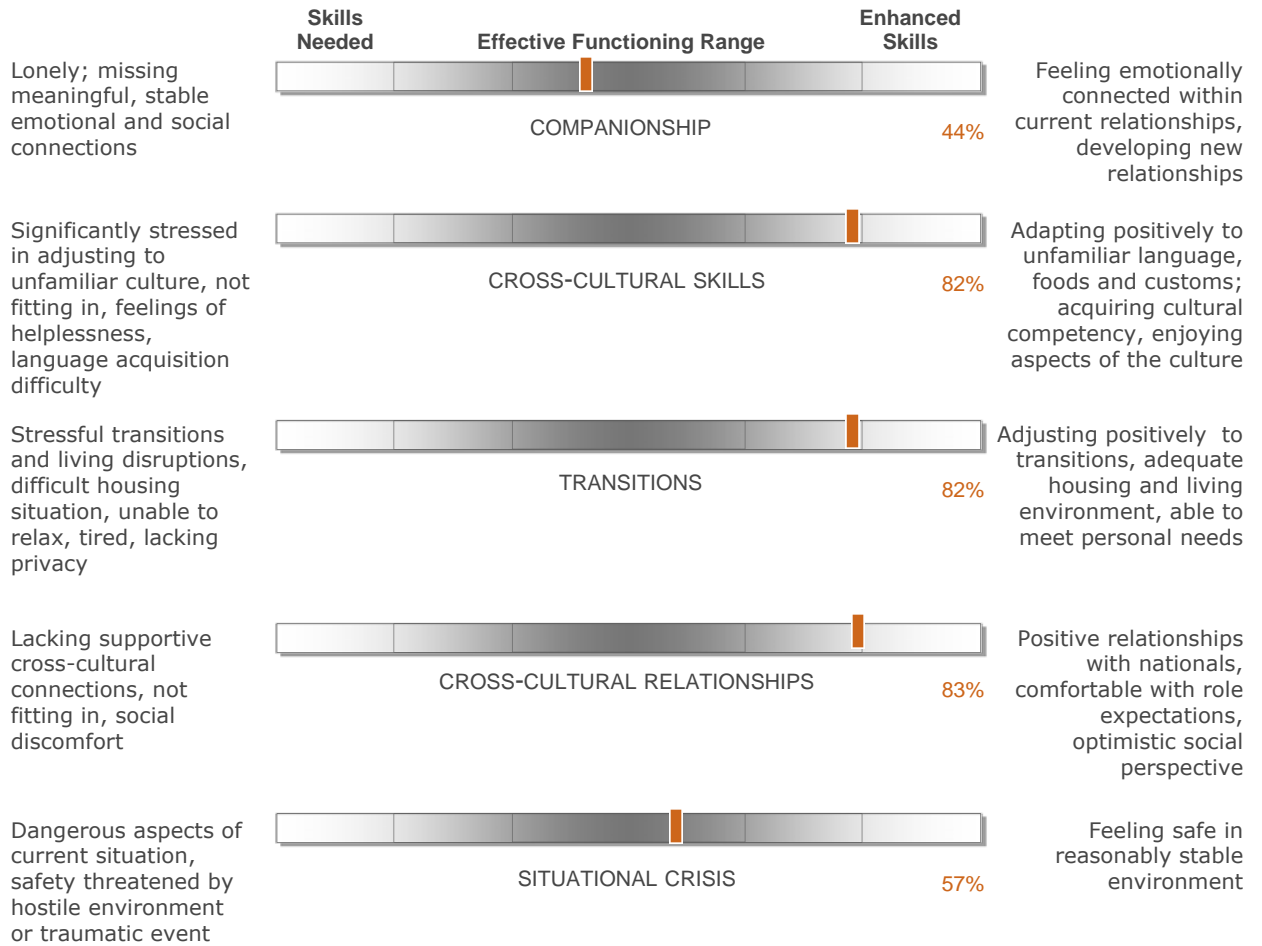 Skills
Needed
Effective Functioning Range
Enhanced
Skills
Lonely; missing
meaningful, stable
emotional and social
connections
COMPANIONSHIP
44%
Feeling emotionally
connected within
current relationships,
developing new
relationships
Significantly stressed
in adjusting to
unfamiliar culture, not
fitting in, feelings of
helplessness,
language acquisition
difficulty
CROSS-CULTURAL SKILLS
82%
Adapting positively to
unfamiliar language,
foods and customs;
acquiring cultural
competency, enjoying
aspects of the culture
Stressful transitions
and living disruptions,
difficult housing
situation, unable to
relax, tired, lacking
privacy
TRANSITIONS
82%
Adjusting positively to
transitions, adequate
housing and living
environment, able to
meet personal needs
Lacking supportive
cross-cultural
connections, not
fitting in, social
discomfort
CROSS-CULTURAL RELATIONSHIPS
83%
Positive relationships
with nationals,
comfortable with role
expectations,
optimistic social
perspective
Dangerous aspects of
current situation,
safety threatened by
hostile environment
or traumatic event
SITUATIONAL CRISIS
57%
Feeling safe in
reasonably stable
environment